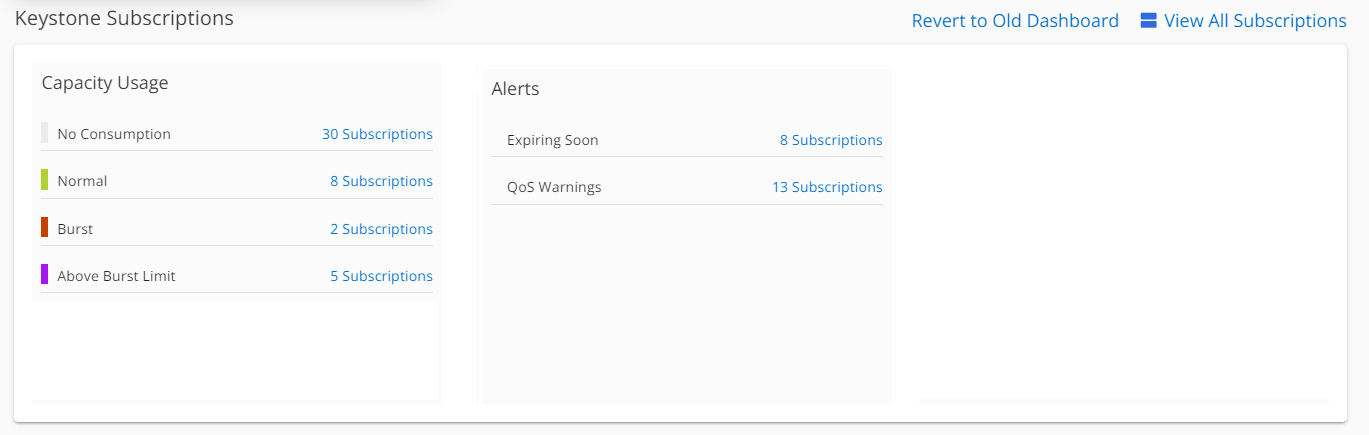 Keystone Subscriptions
Revert to Old Dashboard
View All Subscriptions
Capacity Usage
No Consumption 30 Subscriptions
Normal 8 Subscriptions
Burst 2 Subscriptions
Above Burst Limit 5 Subscriptions
Alerts
Expiring Soon 8 Subscriptions
QoS Warnings 13 Subscriptions